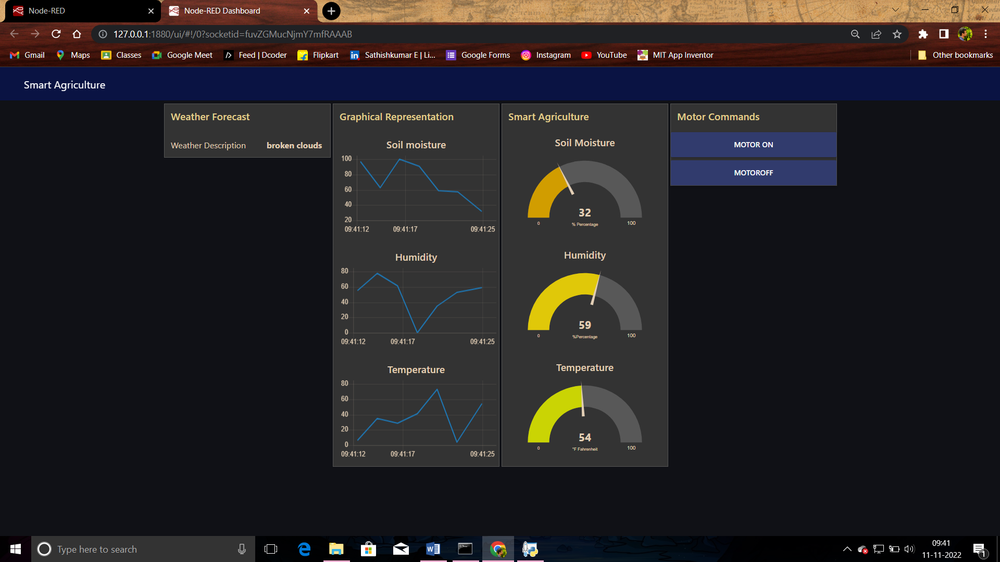 Node-RED
Node-RED Dashboard
127.0.0.1:1880/ui/#!/0?socketid=fuvZGMucNjmY7mfRAAAB
Gmail Maps Classes Google Meet Feed | Dcoder Flipkart Sathishkumar E | Li... Google Forms Instagram YouTube MIT App Inventor Other bookmarks
Smart Agriculture
Weather Forecast
Weather Description broken clouds
Graphical Representation
Soil moisture
100
80
60
40
20
09:41:12 09:41:17 09:41:25
Humidity
80
60
40
20
0
09:41:12 09:41:17 09:41:25
Temperature
80
60
40
20
0
09:41:12 09:41:17 09:41:25
Smart Agriculture
Soil Moisture
32
0 % Percentage 100
Humidity
59
0 %Percentage 100
Temperature
54
0 °F Fahrenheit 100
Motor Commands
MOTOR ON
MOTOROFF
Type here to search
09:41
11-11-2022
1